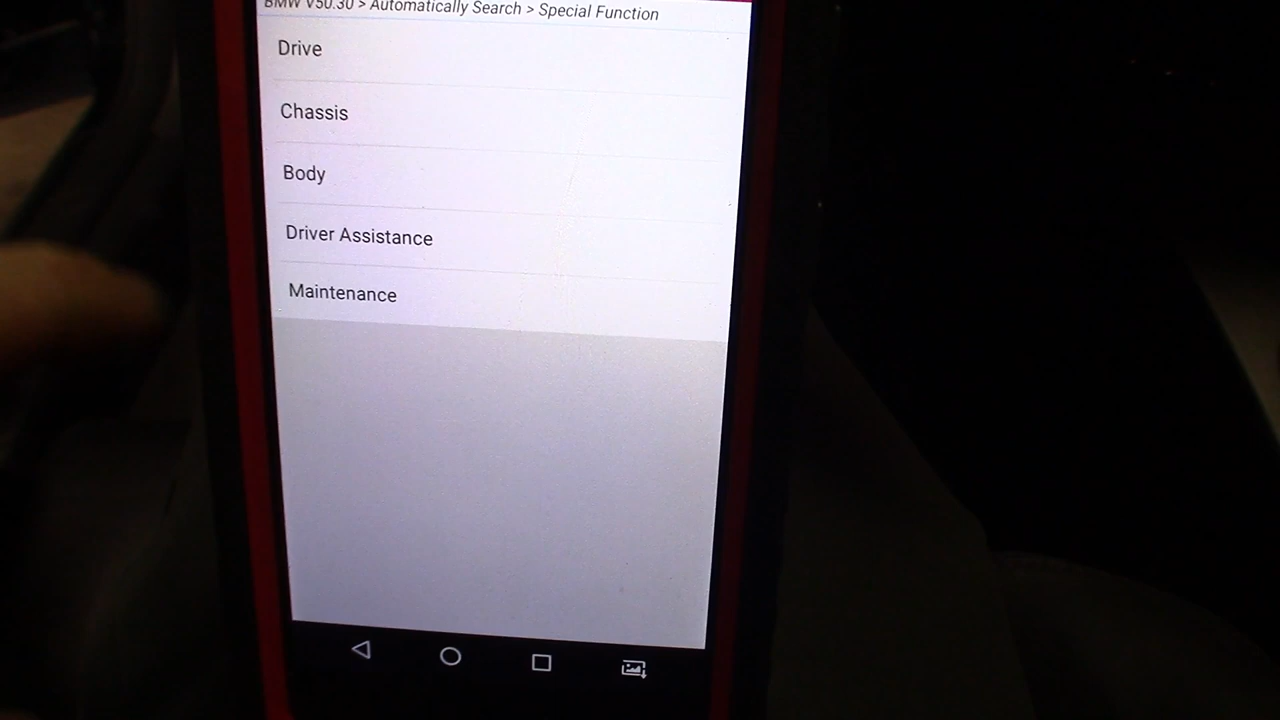 BMW V50.30 > Automatically Search > Special Function
Drive
Chassis
Body
Driver Assistance
Maintenance